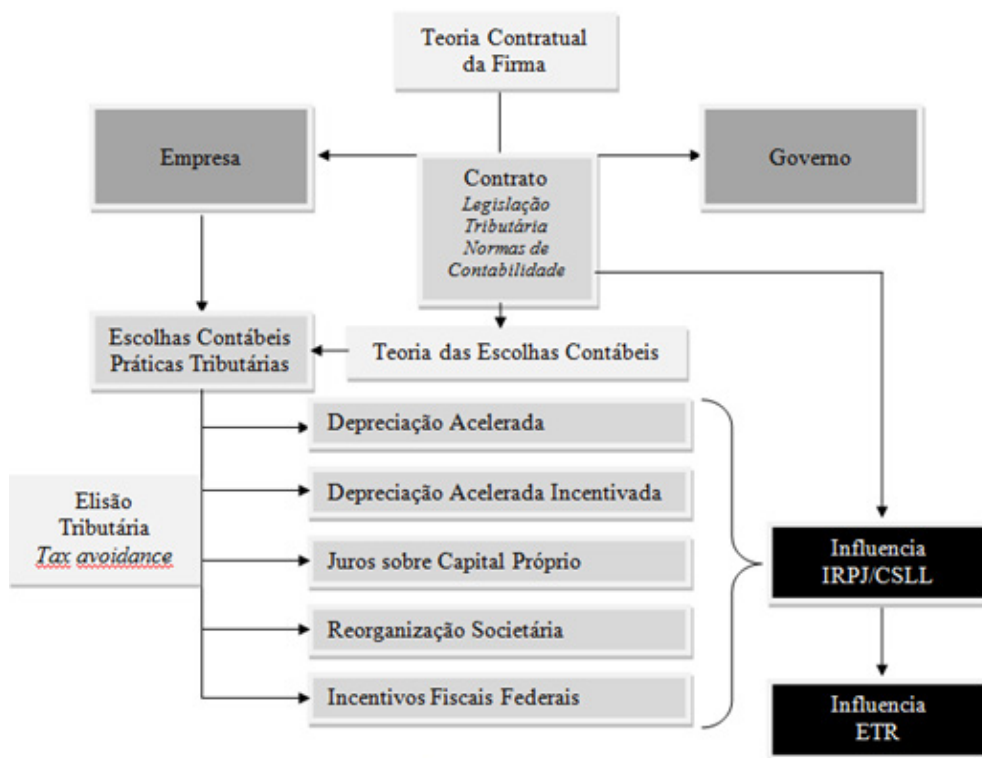 Teoria Contratual
da Firma
Empresa
Contrato
Legislação
Tributária
Normas de
Contabilidade
Governo
Escolhas Contábeis
Práticas Tributárias
Teoria das Escolhas Contábeis
Depreciação Acelerada
Depreciação Acelerada Incentivada
Elisão
Tributária
Tax avoidance
Juros sobre Capital Próprio
Reorganização Societária
Incentivos Fiscais Federais
Influencia
IRPJ/CSLL
Influencia
ETR